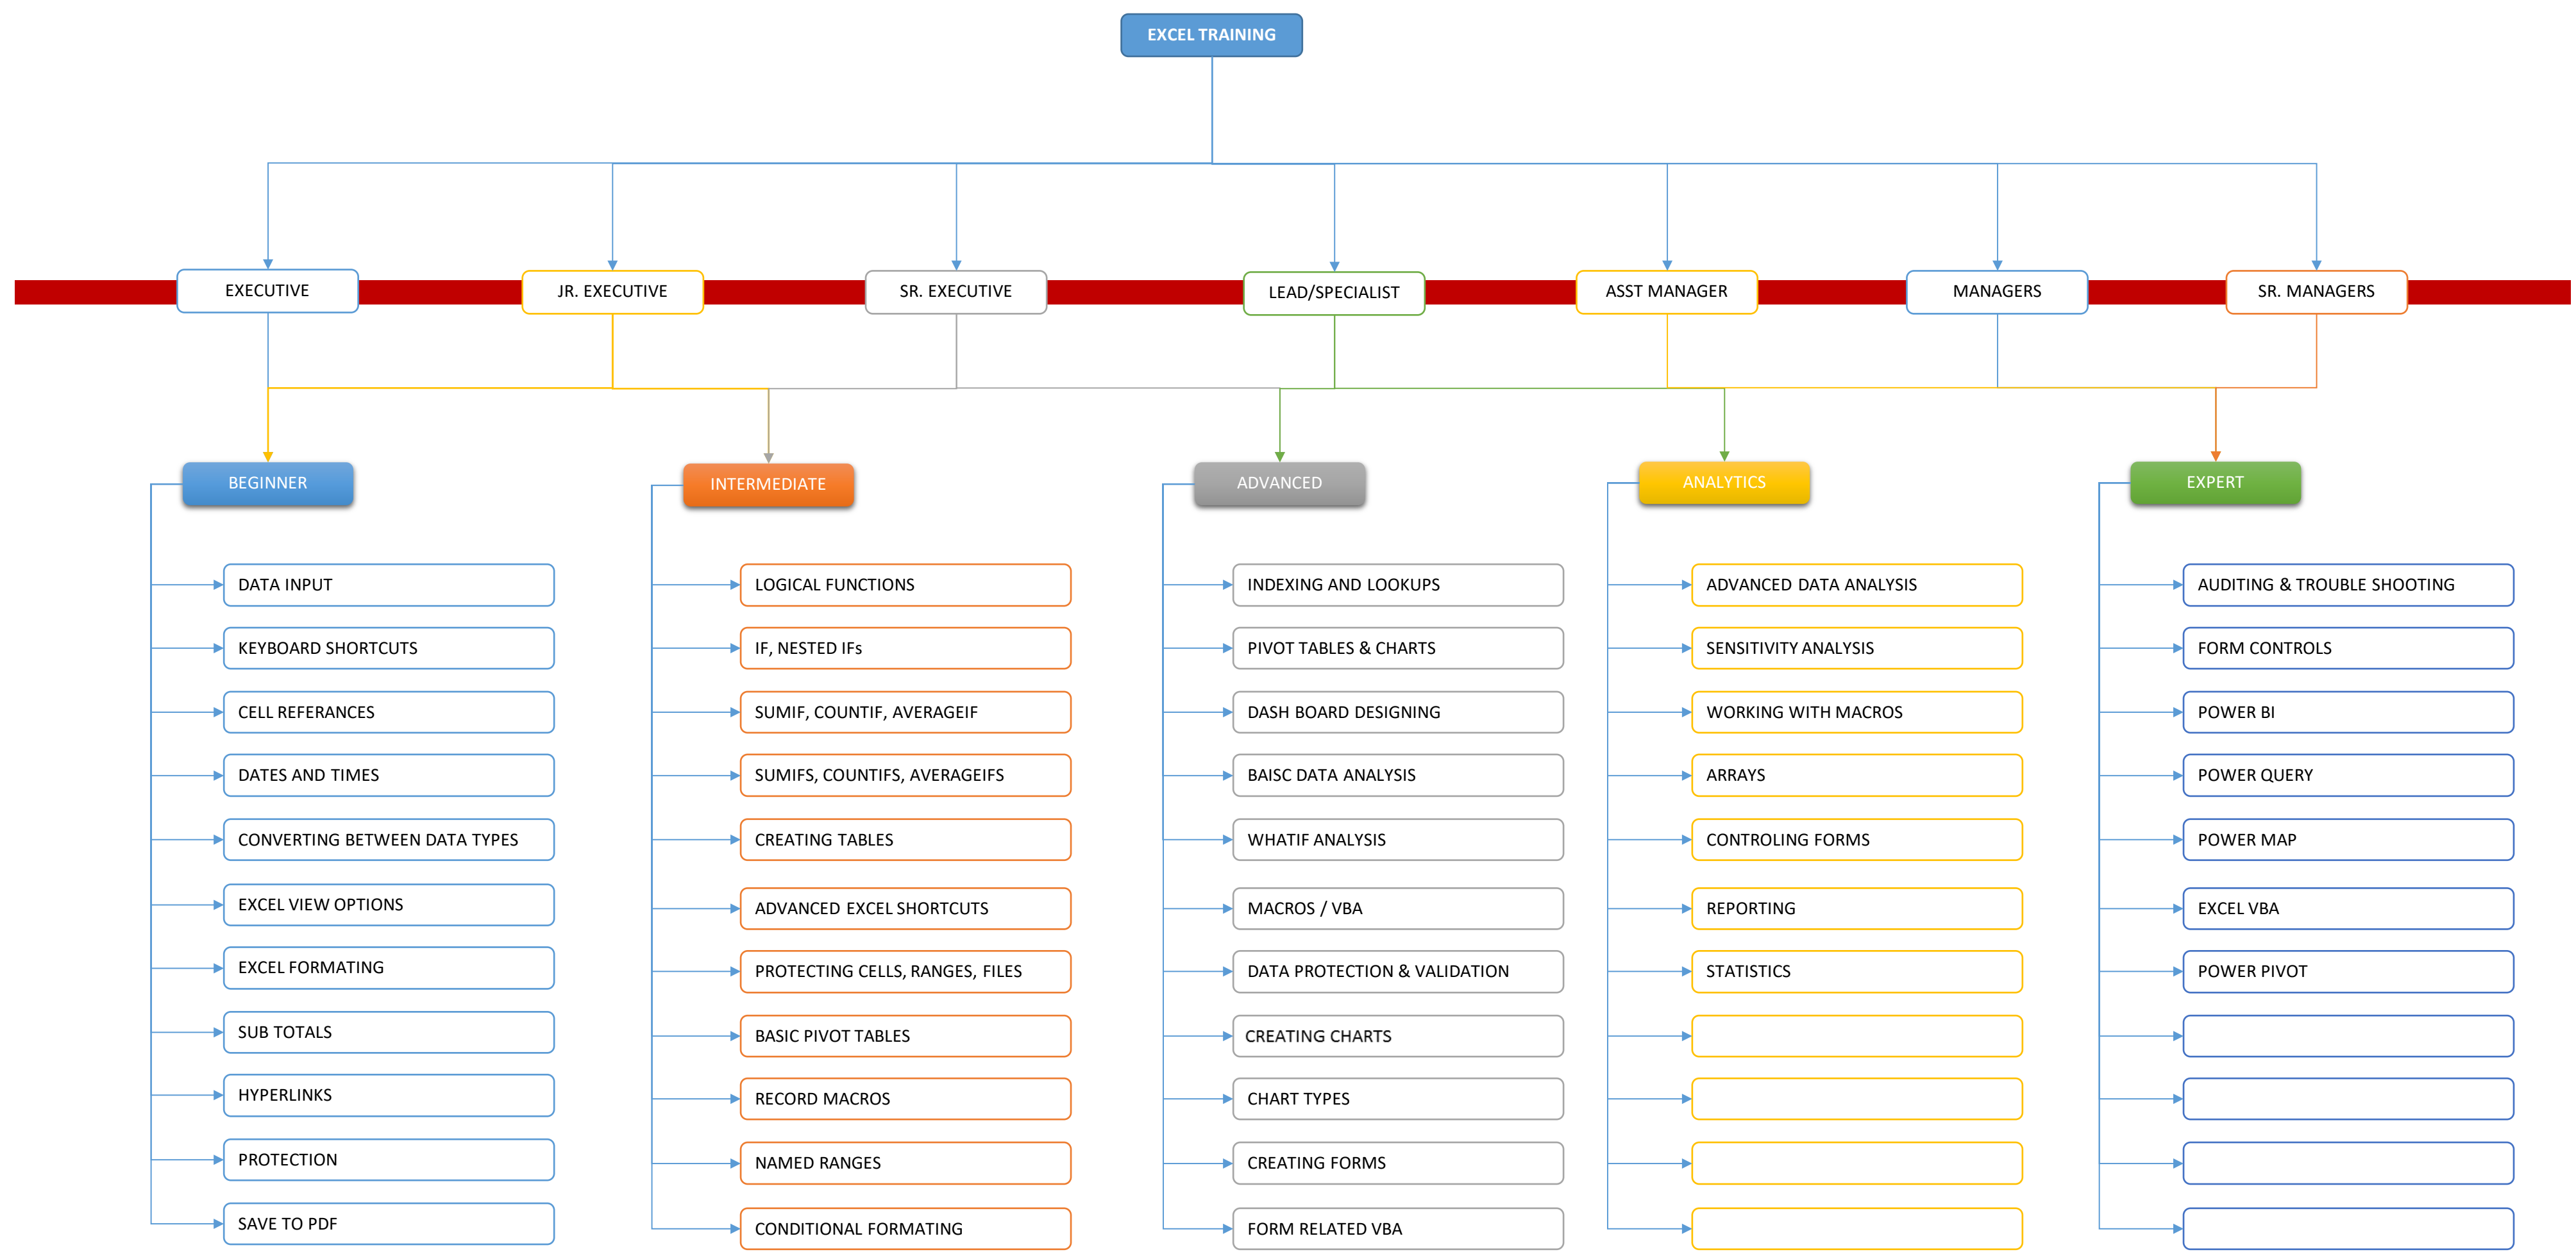 EXCEL TRAINING
EXECUTIVE
JR. EXECUTIVE
SR. EXECUTIVE
LEAD/SPECIALIST
ASST MANAGER
MANAGERS
SR. MANAGERS
BEGINNER
DATA INPUT
KEYBOARD SHORTCUTS
CELL REFERANCES
DATES AND TIMES
CONVERTING BETWEEN DATA TYPES
EXCEL VIEW OPTIONS
EXCEL FORMATING
SUB TOTALS
HYPERLINKS
PROTECTION
SAVE TO PDF
INTERMEDIATE
LOGICAL FUNCTIONS
IF, NESTED IFs
SUMIF, COUNTIF, AVERAGEIF
SUMIFS, COUNTIFS, AVERAGEIFS
CREATING TABLES
ADVANCED EXCEL SHORTCUTS
PROTECTING CELLS, RANGES, FILES
BASIC PIVOT TABLES
RECORD MACROS
NAMED RANGES
CONDITIONAL FORMATING
ADVANCED
INDEXING AND LOOKUPS
PIVOT TABLES & CHARTS
DASH BOARD DESIGNING
BAISC DATA ANALYSIS
WHATIF ANALYSIS
MACROS / VBA
DATA PROTECTION & VALIDATION
CREATING CHARTS
CHART TYPES
CREATING FORMS
FORM RELATED VBA
ANALYTICS
ADVANCED DATA ANALYSIS
SENSITIVITY ANALYSIS
WORKING WITH MACROS
ARRAYS
CONTROLING FORMS
REPORTING
STATISTICS
EXPERT
AUDITING & TROUBLE SHOOTING
FORM CONTROLS
POWER BI
POWER QUERY
POWER MAP
EXCEL VBA
POWER PIVOT